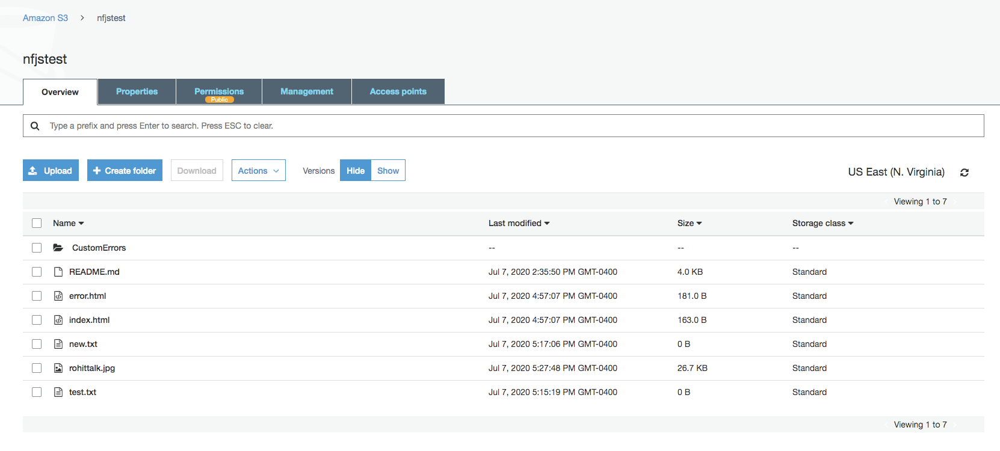 Amazon S3 > nfjstest
nfjstest
Overview Properties Permissions Management Access points
Public
Type a prefix and press Enter to search. Press ESC to clear.
Upload + Create folder Download Actions Versions Hide Show US East (N. Virginia)
Viewing 1 to 7
Name Last modified Size Storage class
CustomErrors -- -- --
README.md Jul 7, 2020 2:35:50 PM GMT-0400 4.0 KB Standard
error.html Jul 7, 2020 4:57:07 PM GMT-0400 181.0 B Standard
index.html Jul 7, 2020 4:57:07 PM GMT-0400 163.0 B Standard
new.txt Jul 7, 2020 5:17:06 PM GMT-0400 0 B Standard
rohittalk.jpg Jul 7, 2020 5:27:48 PM GMT-0400 26.7 KB Standard
test.txt Jul 7, 2020 5:15:19 PM GMT-0400 0 B Standard
Viewing 1 to 7